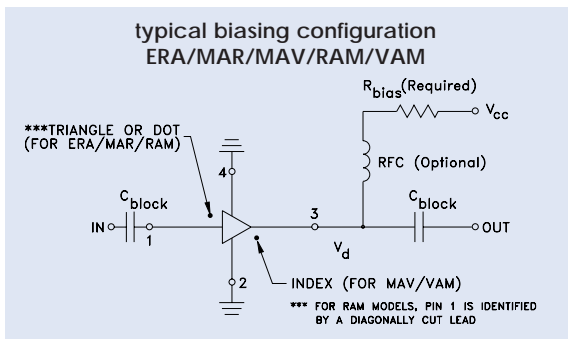 typical biasing configuration
ERA/MAR/MAV/RAM/VAM
Rbias(Required)
Vcc
***TRIANGLE OR DOT
(FOR ERA/MAR/RAM)
RFC (Optional)
4
Cblock
Cblock
IN
1
3
OUT
Vd
2
INDEX (FOR MAV/VAM)
*** FOR RAM MODELS, PIN 1 IS IDENTIFIED
BY A DIAGONALLY CUT LEAD